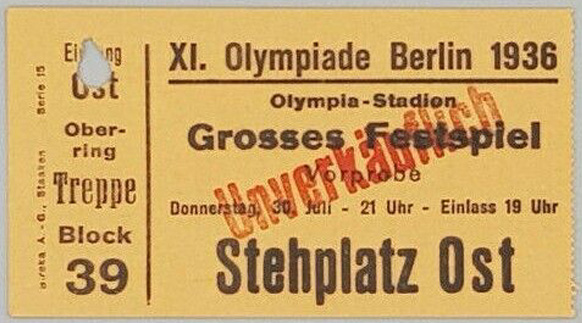 Serie 15
Eingang
Ost
Ober-
ring
Treppe
Block
39
XI. Olympiade Berlin 1936
Olympia-Stadion
Grosses Festspiel
Vorprobe
Unverkäuflich
Donnerstag, 30. Juli - 21 Uhr - Einlass 19 Uhr
Stehplatz Ost